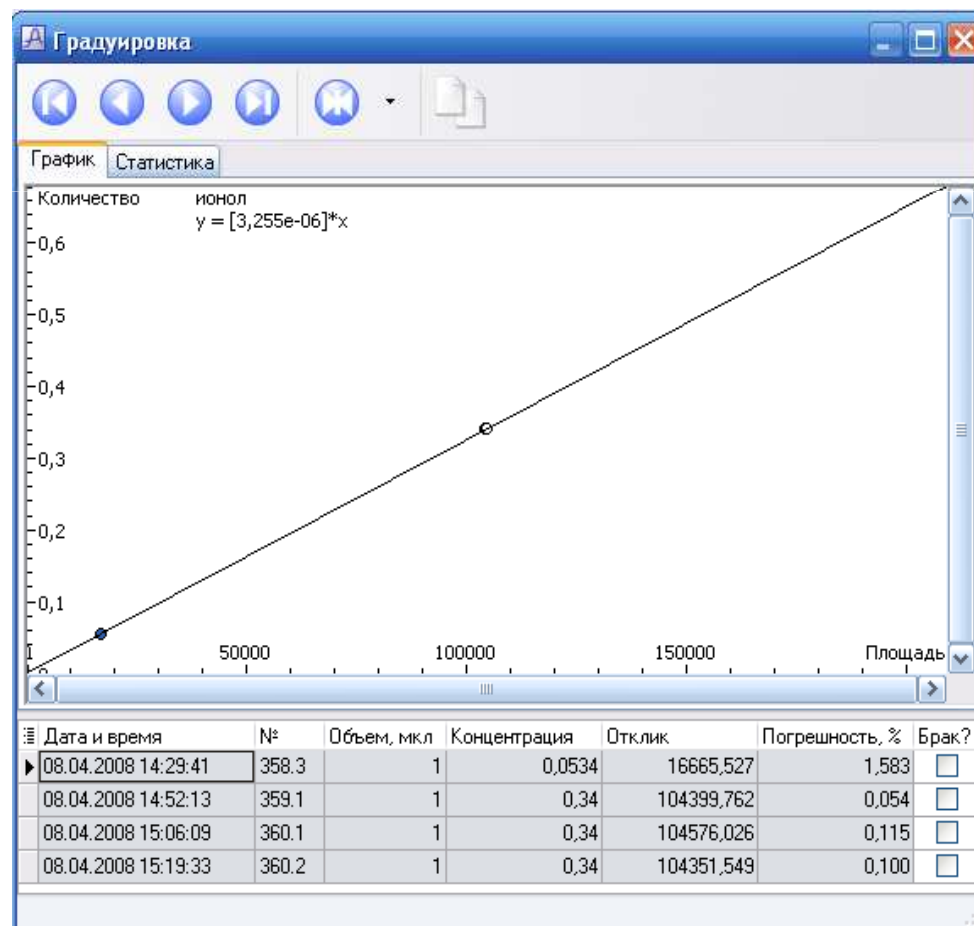 Градуировка
График Статистика
Количество ионол
y = [3,255e-06]*x
0,6
0,5
0,4
0,3
0,2
0,1
50000 100000 150000 Площадь
Дата и время № Объем, мкл Концентрация Отклик Погрешность, % Брак?
08.04.2008 14:29:41 358.3 1 0,0534 16665,527 1,583
08.04.2008 14:52:13 359.1 1 0,34 104399,762 0,054
08.04.2008 15:06:09 360.1 1 0,34 104576,026 0,115
08.04.2008 15:19:33 360.2 1 0,34 104351,549 0,100